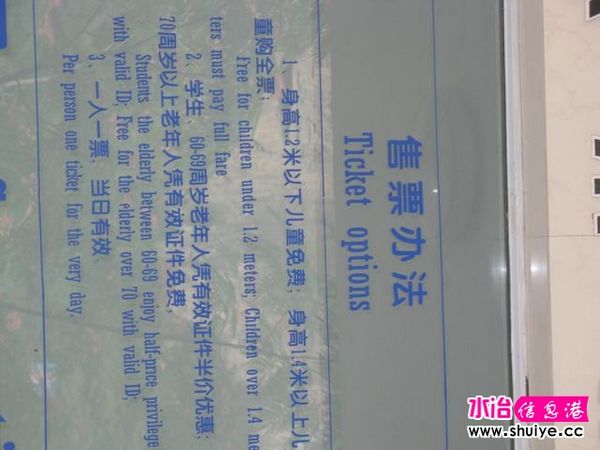 售票办法
Ticket options
1、身高1.2米以下儿童免费；身高1.4米以上儿
童购全票；
Free for children under 1.2 meters; Children over 1.4 me
ters must pay full fare
2、学生、60-69周岁老年人凭有效证件半价优惠；
70周岁以上老年人凭有效证件免费；
Students the elderly between 60-69 enjoy half-price privilege
with valid ID; Free for the elderly over 70 with valid ID;
3、一人一票，当日有效。
Per person one ticket for the very day.
水冶信息港
www.shuiye.cc